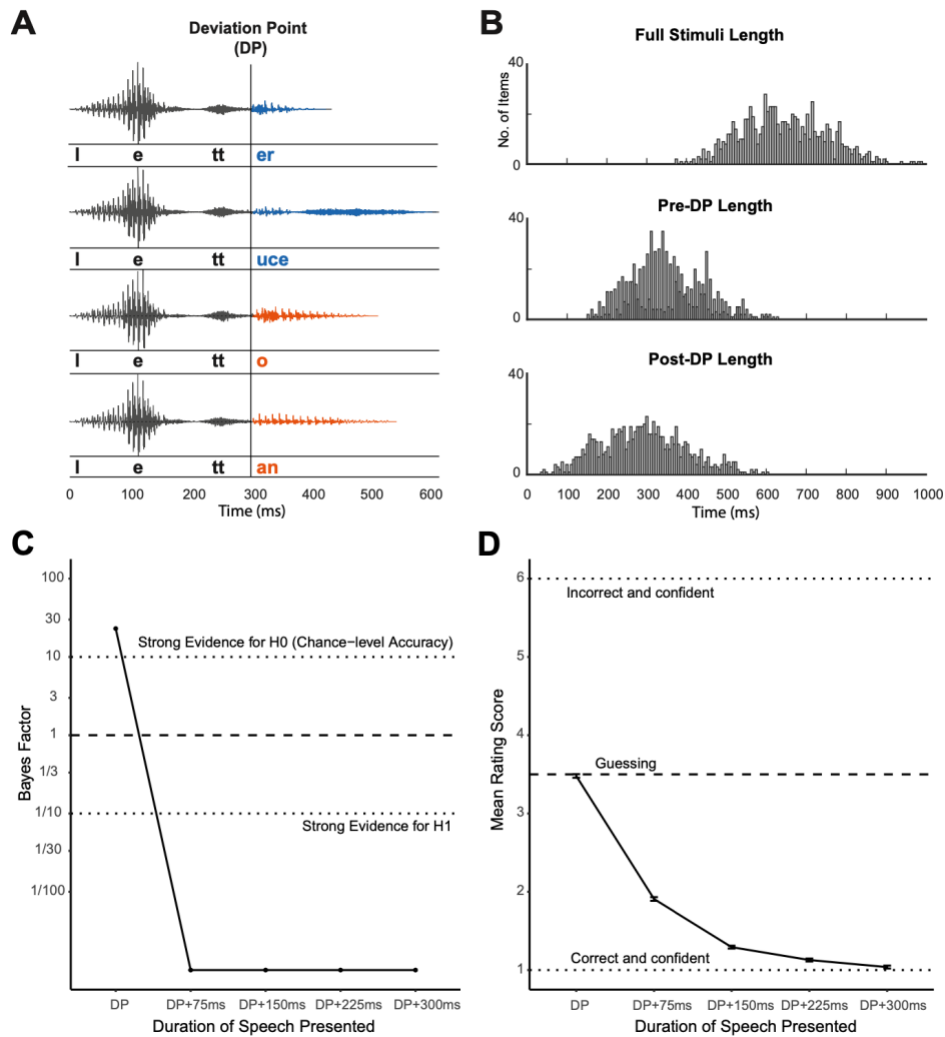 A
Deviation Point
(DP)
l e tt er
l e tt uce
l e tt o
l e tt an
0 100 200 300 400 500 600
Time (ms)
B
Full Stimuli Length
No. of Items
40
0
Pre-DP Length
40
0
Post-DP Length
40
0
0 100 200 300 400 500 600 700 800 900 1000
Time (ms)
C
Bayes Factor
100
30
Strong Evidence for H0 (Chance−level Accuracy)
10
3
1
1/3
1/10
Strong Evidence for H1
1/30
1/100
DP DP+75ms DP+150ms DP+225ms DP+300ms
Duration of Speech Presented
D
Mean Rating Score
6
Incorrect and confident
5
4
Guessing
3
2
Correct and confident
1
DP DP+75ms DP+150ms DP+225ms DP+300ms
Duration of Speech Presented